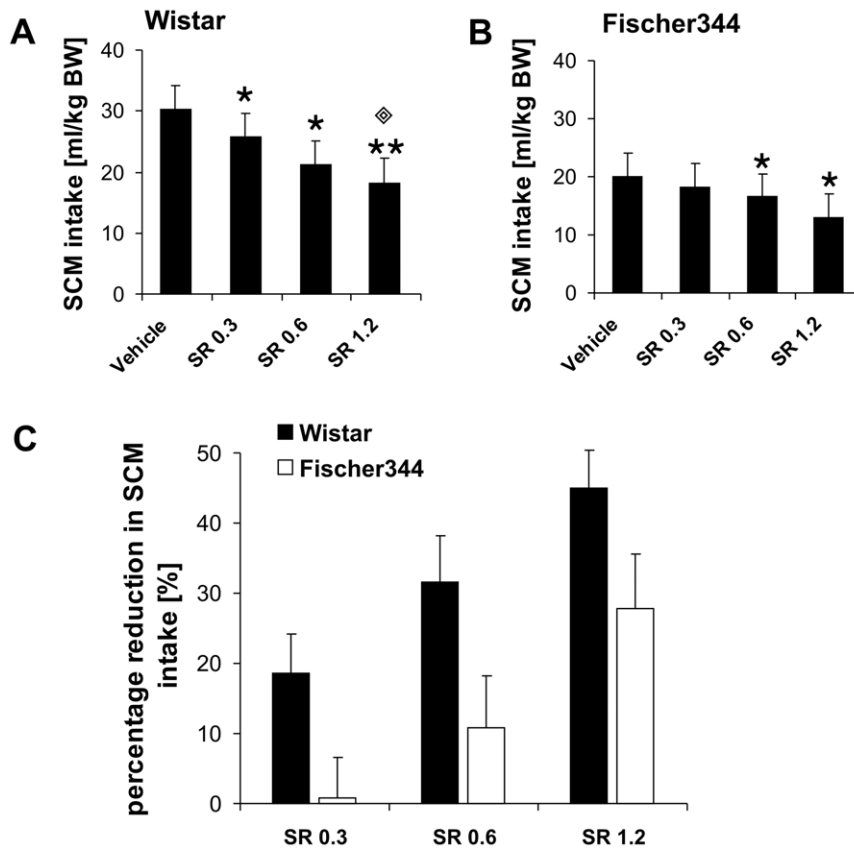 A
Wistar
SCM intake [ml/kg BW]
40
30
20
10
0
*
*
**
Vehicle
SR 0.3
SR 0.6
SR 1.2
B
Fischer344
SCM intake [ml/kg BW]
40
30
20
10
0
*
*
Vehicle
SR 0.3
SR 0.6
SR 1.2
C
Wistar
Fischer344
percentage reduction in SCM
intake [%]
50
40
30
20
10
0
SR 0.3
SR 0.6
SR 1.2